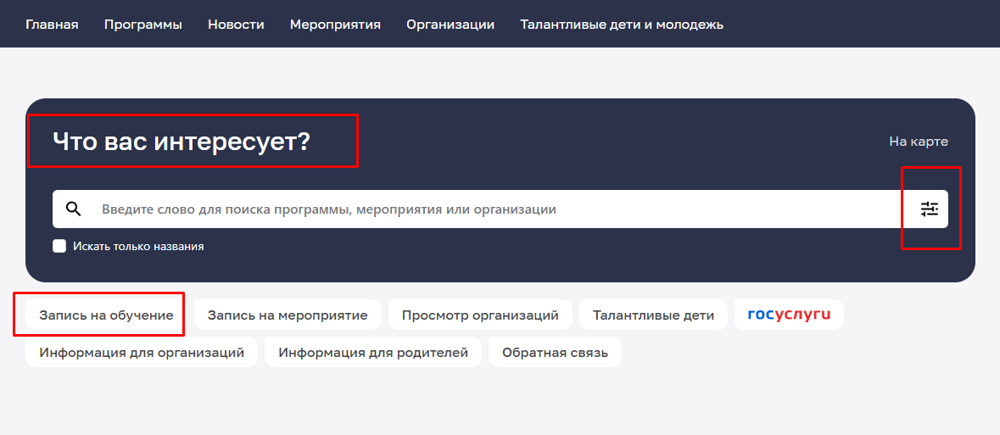 Главная Программы Новости Мероприятия Организации Талантливые дети и молодежь
Что вас интересует?
На карте
Введите слово для поиска программы, мероприятия или организации
Искать только названия
Запись на обучение Запись на мероприятие Просмотр организаций Талантливые дети госуслуги
Информация для организаций Информация для родителей Обратная связь